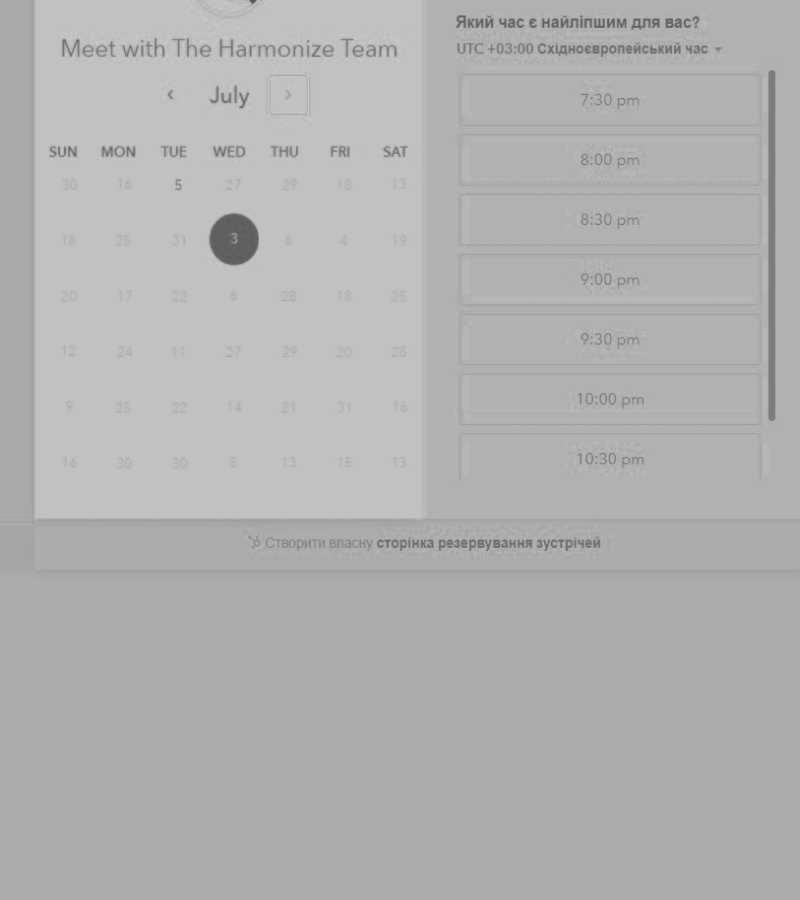 Meet with The Harmonize Team
July
SUN MON TUE WED THU FRI SAT
30 16 5 27 29 18 13
18 25 31 3 6 4 19
20 17 22 6 28 18 25
12 24 11 27 29 20 28
9 25 22 14 21 31 16
16 30 30 5 13 15 13
Який час є найліпшим для вас?
UTC +03:00 Східноєвропейський час
7:30 pm
8:00 pm
8:30 pm
9:00 pm
9:30 pm
10:00 pm
10:30 pm
Створити власну сторінка резервування зустрічей